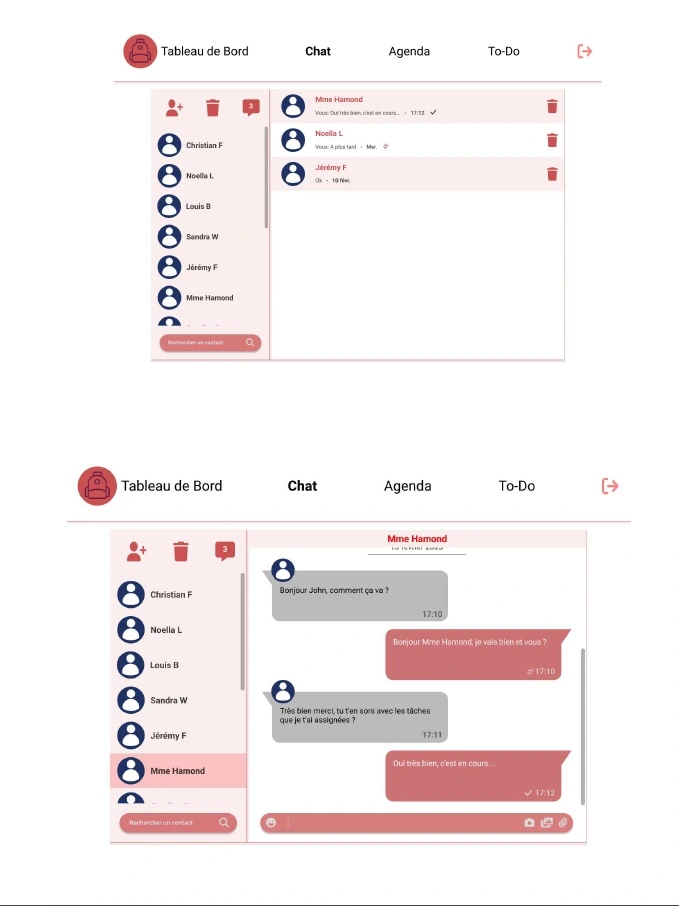 Tableau de Bord
Chat
Agenda
To-Do
3
Christian F
Noella L
Louis B
Sandra W
Jérémy F
Mme Hamond
Rechercher un contact
Mme Hamond
Vous: Oui très bien, c'est en cours... - 17:12
Noella L
Vous: A plus tard - Mer.
Jérémy F
Ok - 10 févr.
Tableau de Bord
Chat
Agenda
To-Do
3
Christian F
Noella L
Louis B
Sandra W
Jérémy F
Mme Hamond
Rechercher un contact
Mme Hamond
Bonjour John, comment ça va ?
17:10
Bonjour Mme Hamond, je vais bien et vous ?
17:10
Très bien merci, tu t'en sors avec les tâches
que je t'ai assignées ?
17:11
Oui très bien, c'est en cours...
17:12